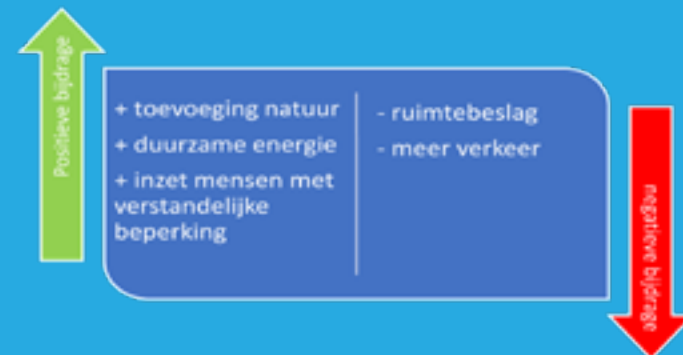 Positieve bijdrage
+ toevoeging natuur
+ duurzame energie
+ inzet mensen met
verstandelijke
beperking
- ruimtebeslag
- meer verkeer
negatieve bijdrage